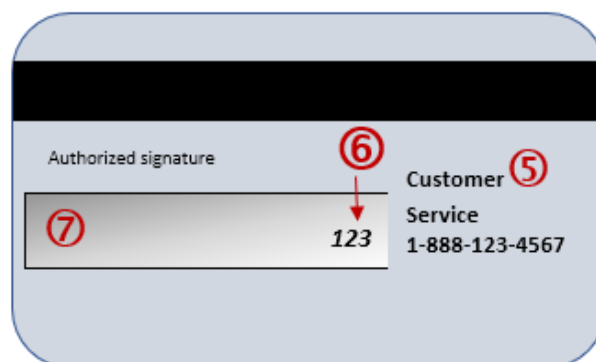 Authorized signature
⑥
Customer ⑤
Service
1-888-123-4567
⑦
123